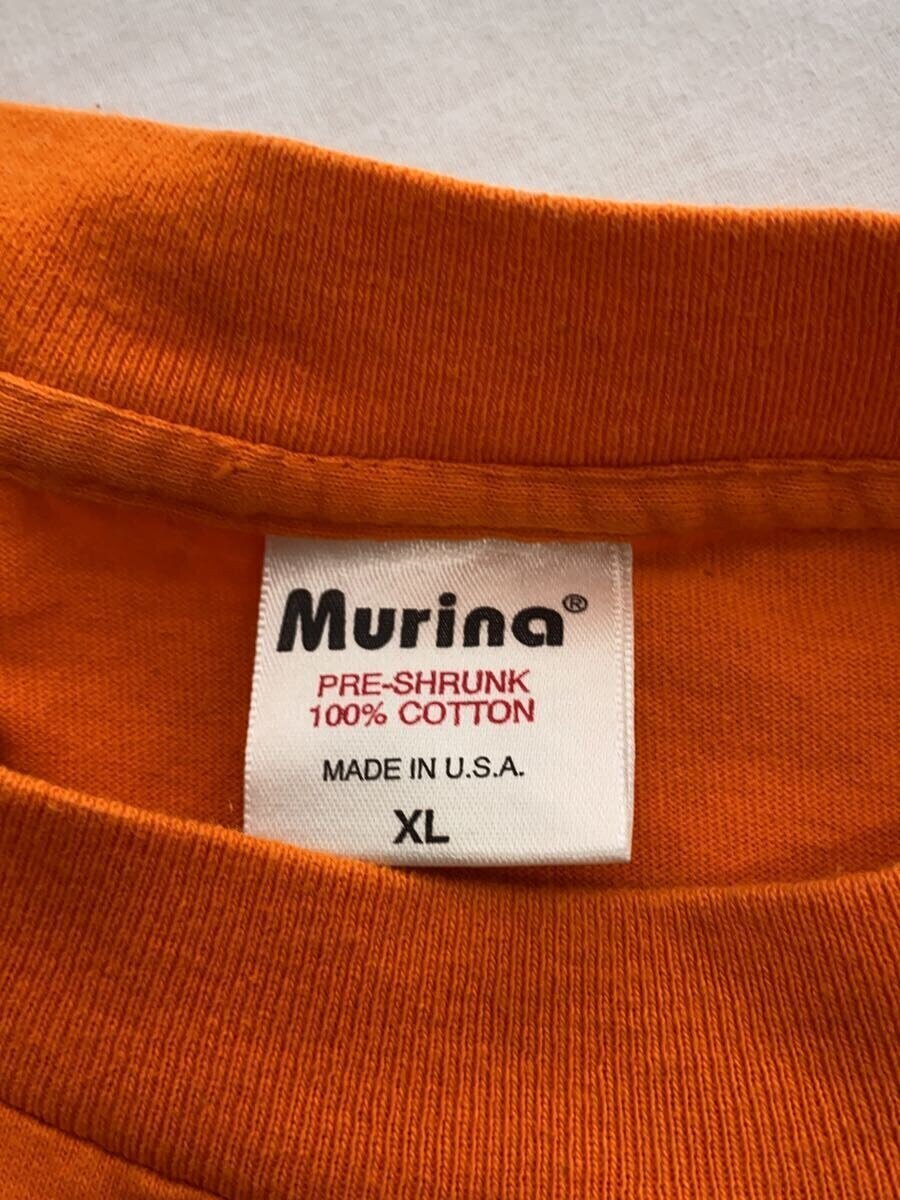 Murina®
PRE-SHRUNK
100% COTTON
MADE IN U.S.A.
XL